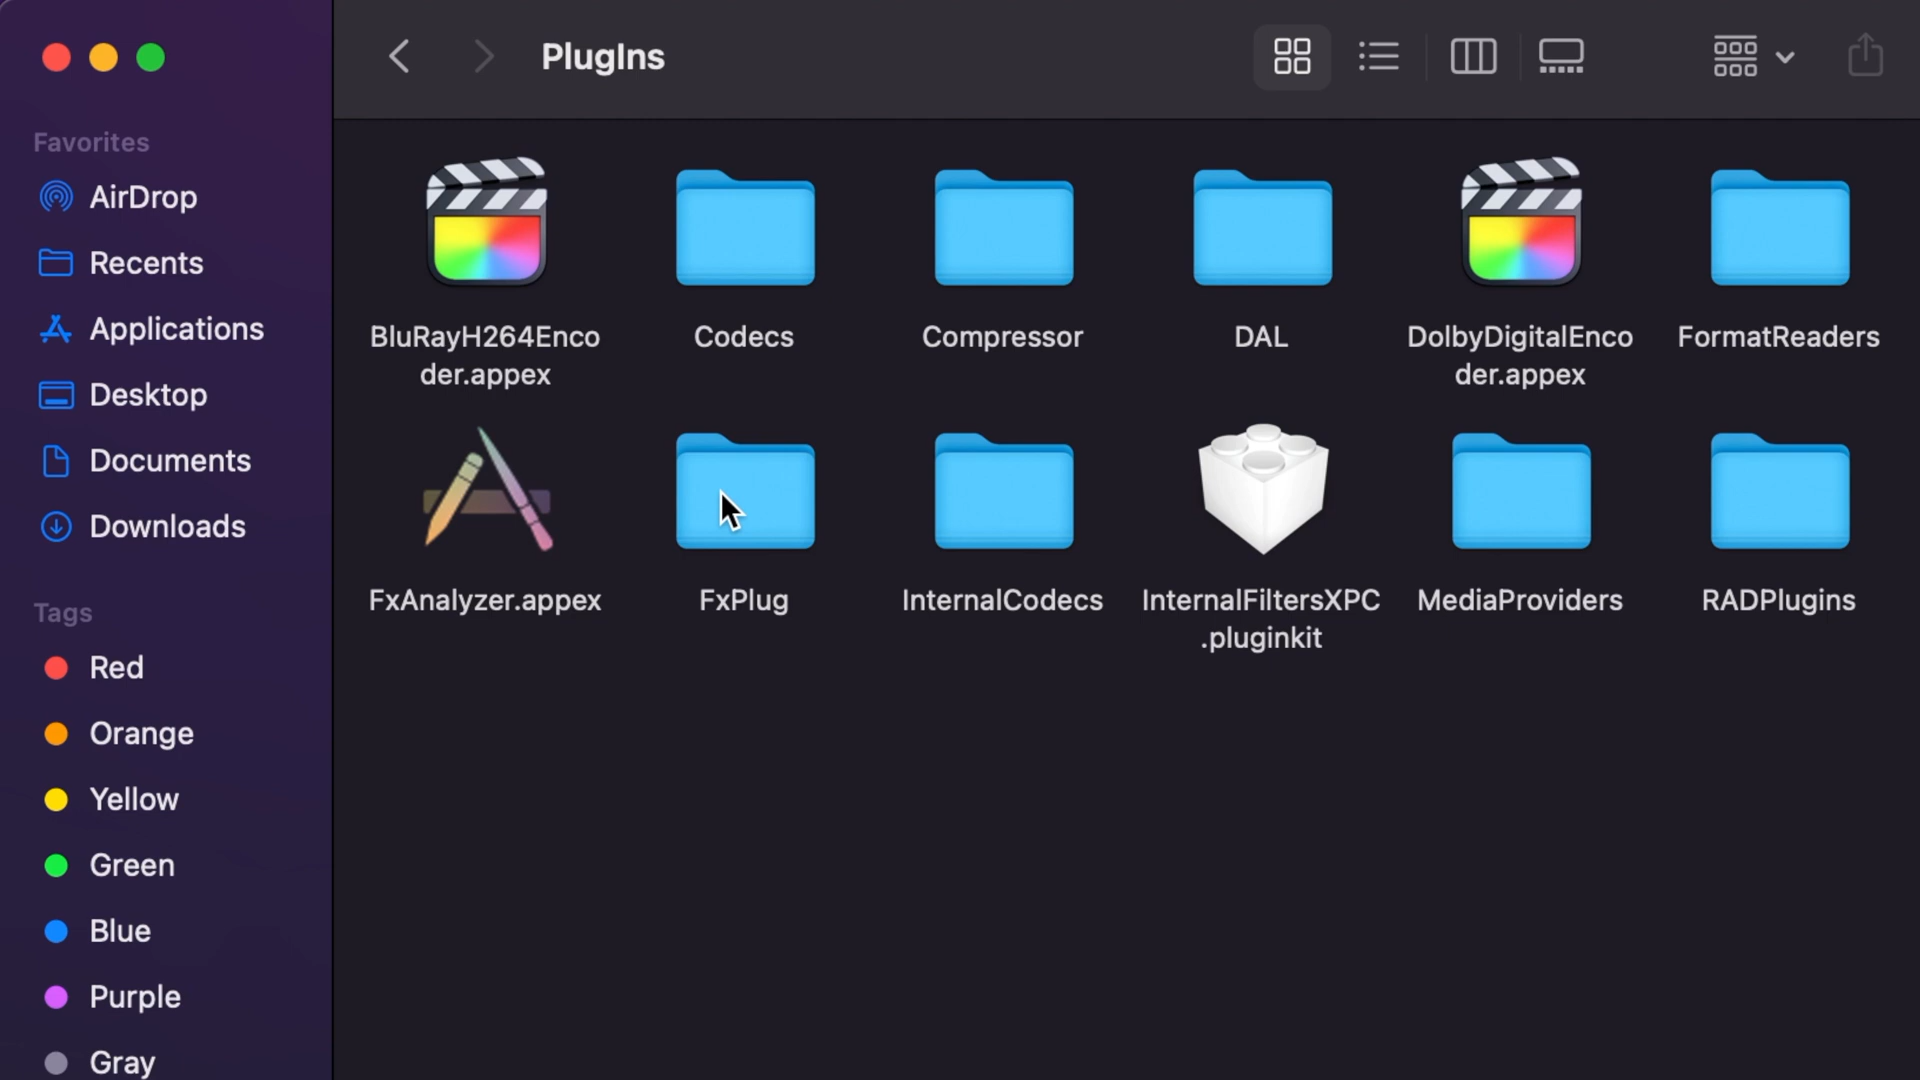 PlugIns
Favorites
AirDrop
Recents
Applications
Desktop
Documents
Downloads
Tags
Red
Orange
Yellow
Green
Blue
Purple
Gray
BluRayH264Enco
der.appex
Codecs
Compressor
DAL
DolbyDigitalEnco
der.appex
FormatReaders
FxAnalyzer.appex
FxPlug
InternalCodecs
InternalFiltersXPC
.pluginkit
MediaProviders
RADPlugins